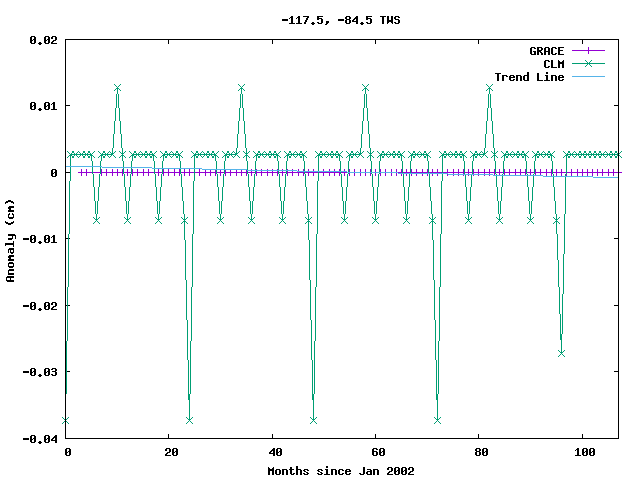 -117.5, -84.5 TWS
GRACE
CLM
Trend Line
0.02
0.01
0
-0.01
-0.02
-0.03
-0.04
Anomaly (cm)
0 20 40 60 80 100
Months since Jan 2002